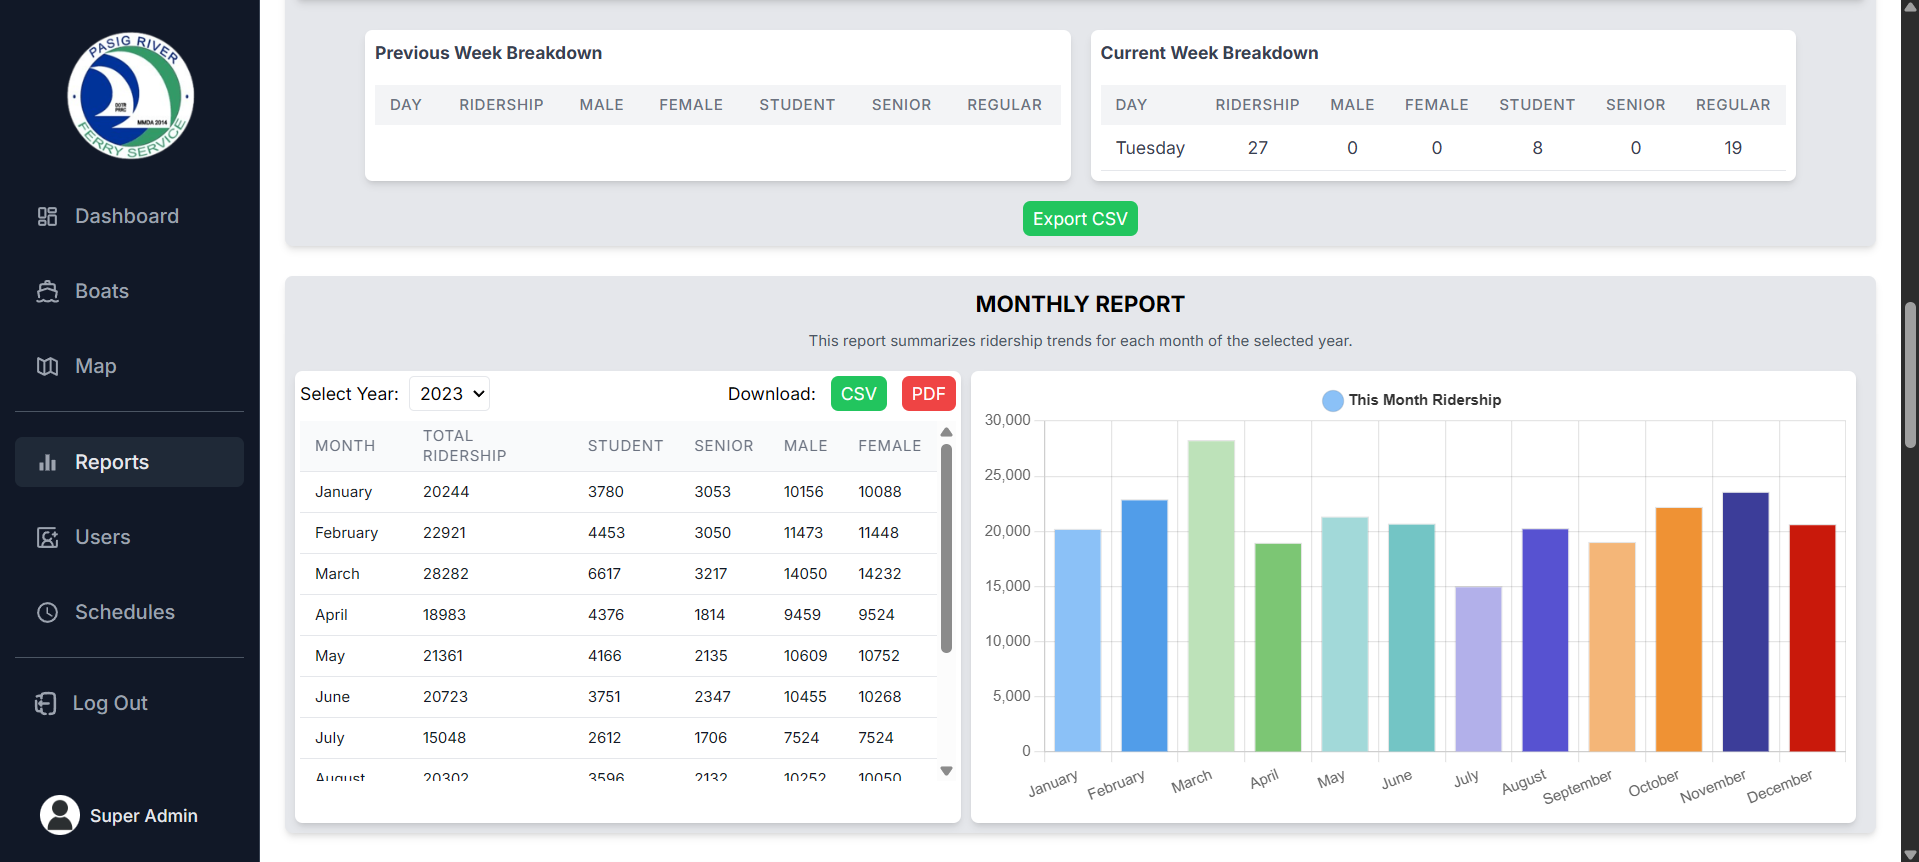 PASIG RIVER
DOTR
PRRC
MMDA 2014
FERRY SERVICE
Dashboard
Boats
Map
Reports
Users
Schedules
Log Out
Super Admin
Previous Week Breakdown
DAY RIDERSHIP MALE FEMALE STUDENT SENIOR REGULAR
Current Week Breakdown
DAY RIDERSHIP MALE FEMALE STUDENT SENIOR REGULAR
Tuesday 27 0 0 8 0 19
Export CSV
MONTHLY REPORT
This report summarizes ridership trends for each month of the selected year.
Select Year: 2023 Download: CSV PDF
MONTH TOTAL RIDERSHIP STUDENT SENIOR MALE FEMALE
January 20244 3780 3053 10156 10088
February 22921 4453 3050 11473 11448
March 28282 6617 3217 14050 14232
April 18983 4376 1814 9459 9524
May 21361 4166 2135 10609 10752
June 20723 3751 2347 10455 10268
July 15048 2612 1706 7524 7524
August 20302 3596 2132 10252 10050
This Month Ridership
30,000
25,000
20,000
15,000
10,000
5,000
0
January February March April May June July August September October November December